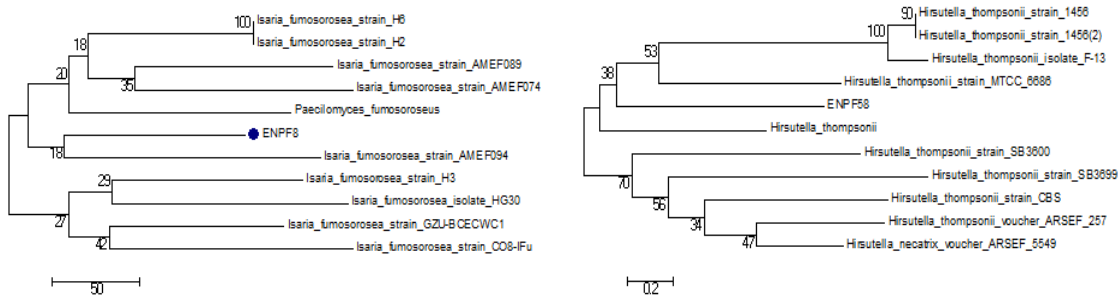 100
Isaria_fumosorosea_strain_H6
Isaria_fumosorosea_strain_H2
18
Isaria_fumosorosea_strain_AMEF089
20
35
Isaria_fumosorosea_strain_AMEF074
Paecilomyces_fumosoroseus
ENPF8
18
Isaria_fumosorosea_strain_AMEF094
29
Isaria_fumosorosea_strain_H3
Isaria_fumosorosea_isolate_HG30
27
Isaria_fumosorosea_strain_GZU-BCECWC1
42
Isaria_fumosorosea_strain_CO8-IFu
50
90
Hirsutella_thompsonii_strain_1456
Hirsutella_thompsonii_strain_1456(2)
100
Hirsutella_thompsonii_isolate_F-13
53
Hirsutella_thompsonii_strain_MTCC_6686
38
ENPF58
Hirsutella_thompsonii
Hirsutella_thompsonii_strain_SB3600
70
Hirsutella_thompsonii_strain_SB3699
56
Hirsutella_thompsonii_strain_CBS
34
Hirsutella_thompsonii_voucher_ARSEF_257
47
Hirsutella_necatrix_voucher_ARSEF_5549
0.2